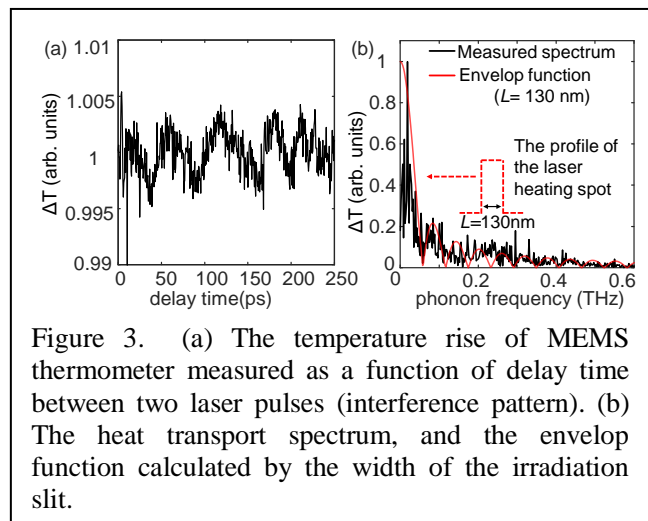 (a)
1.01
1.005
1
0.995
0.99
ΔT (arb. units)
0 50 100 150 200 250
delay time(ps)
(b)
Measured spectrum
Envelop function
(L= 130 nm)
1
0.8
0.6
0.4
0.2
0
ΔT (arb. units)
The profile of
the laser
heating spot
L=130nm
0 0.2 0.4 0.6
phonon frequency (THz)
Figure 3. (a) The temperature rise of MEMS
thermometer measured as a function of delay time
between two laser pulses (interference pattern). (b)
The heat transport spectrum, and the envelop
function calculated by the width of the irradiation
slit.